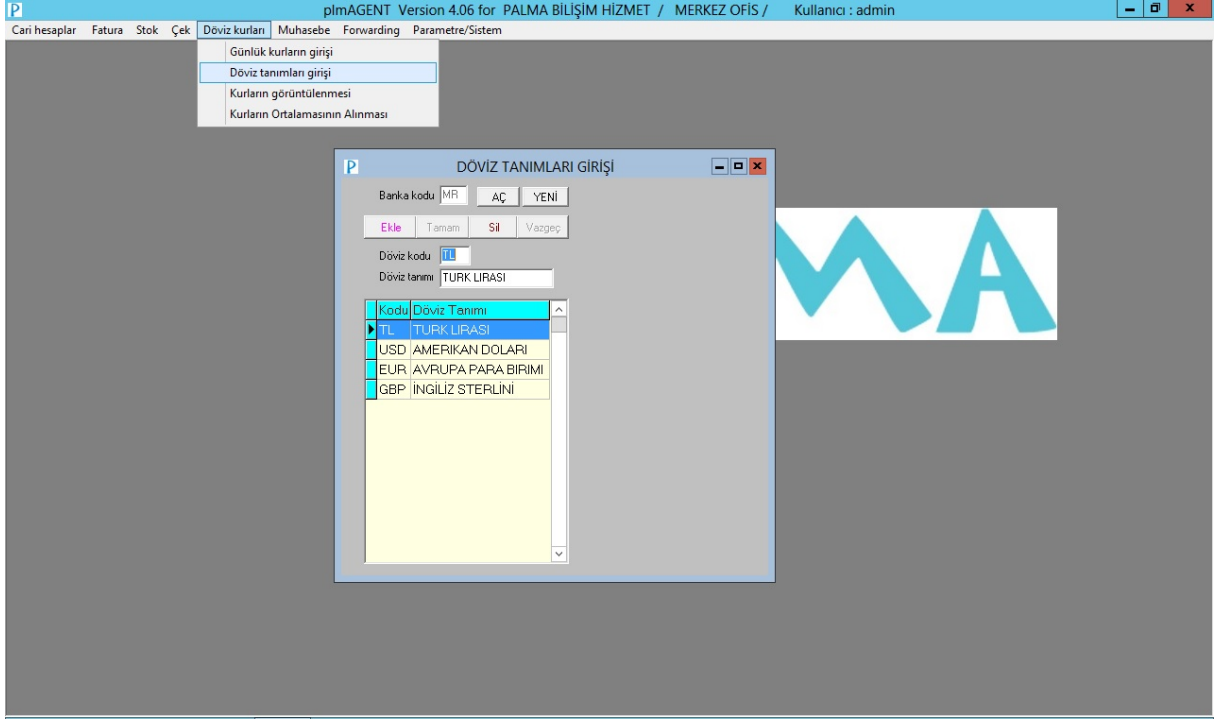 plmAGENT Version 4.06 for PALMA BİLİŞİM HİZMET / MERKEZ OFİS / Kullanıcı : admin
Cari hesaplar Fatura Stok Çek Döviz kurları Muhasebe Forwarding Parametre/Sistem
Günlük kurların girişi
Döviz tanımları girişi
Kurların görüntülenmesi
Kurların Ortalamasının Alınması
P DÖVİZ TANIMLARI GİRİŞİ
Banka kodu MR AÇ YENİ
Ekle Tamam Sil Vazgeç
Döviz kodu TL
Döviz tanımı TURK LIRASI
Kodu Döviz Tanımı
TL TURK LIRASI
USD AMERIKAN DOLARI
EUR AVRUPA PARA BIRIMI
GBP İNGİLİZ STERLİNİ
MA